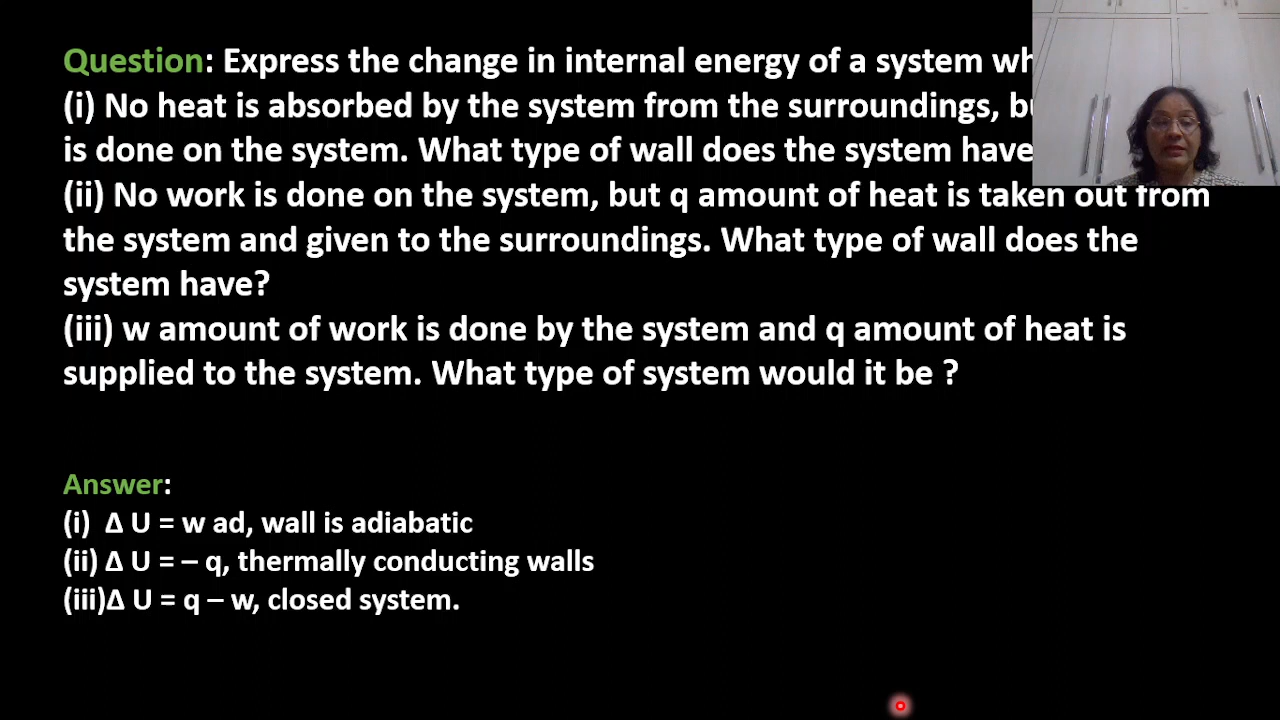 Question: Express the change in internal energy of a system wh
(i) No heat is absorbed by the system from the surroundings, bu
is done on the system. What type of wall does the system have
(ii) No work is done on the system, but q amount of heat is taken out from
the system and given to the surroundings. What type of wall does the
system have?
(iii) w amount of work is done by the system and q amount of heat is
supplied to the system. What type of system would it be ?
Answer:
(i) Δ U = w ad, wall is adiabatic
(ii) Δ U = – q, thermally conducting walls
(iii)Δ U = q – w, closed system.